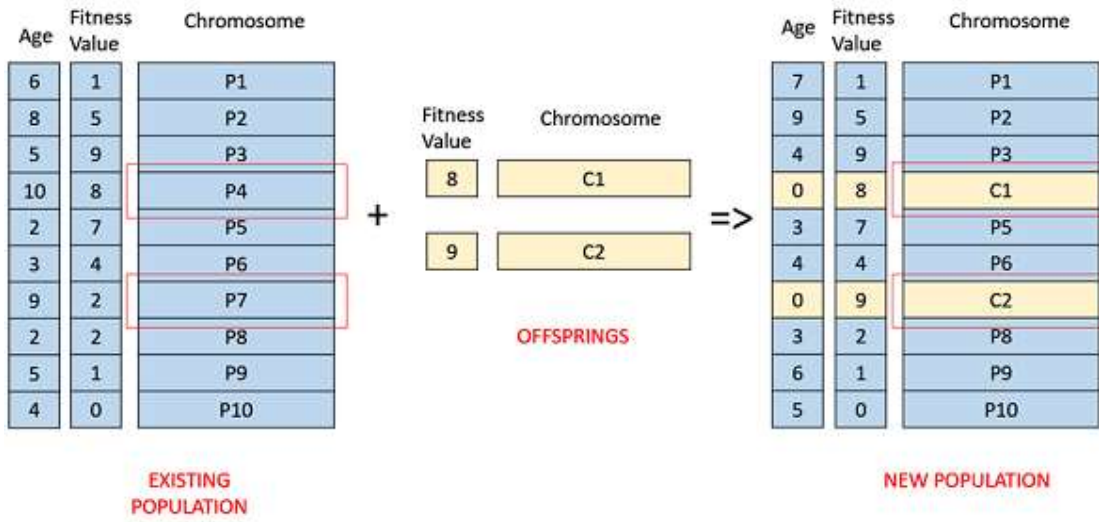 Age Fitness Value Chromosome
6 1 P1
8 5 P2
5 9 P3
10 8 P4
2 7 P5
3 4 P6
9 2 P7
2 2 P8
5 1 P9
4 0 P10
EXISTING
POPULATION
+
Fitness Value Chromosome
8 C1
9 C2
OFFSPRINGS
=>
Age Fitness Value Chromosome
7 1 P1
9 5 P2
4 9 P3
0 8 C1
3 7 P5
4 4 P6
0 9 C2
3 2 P8
6 1 P9
5 0 P10
NEW POPULATION